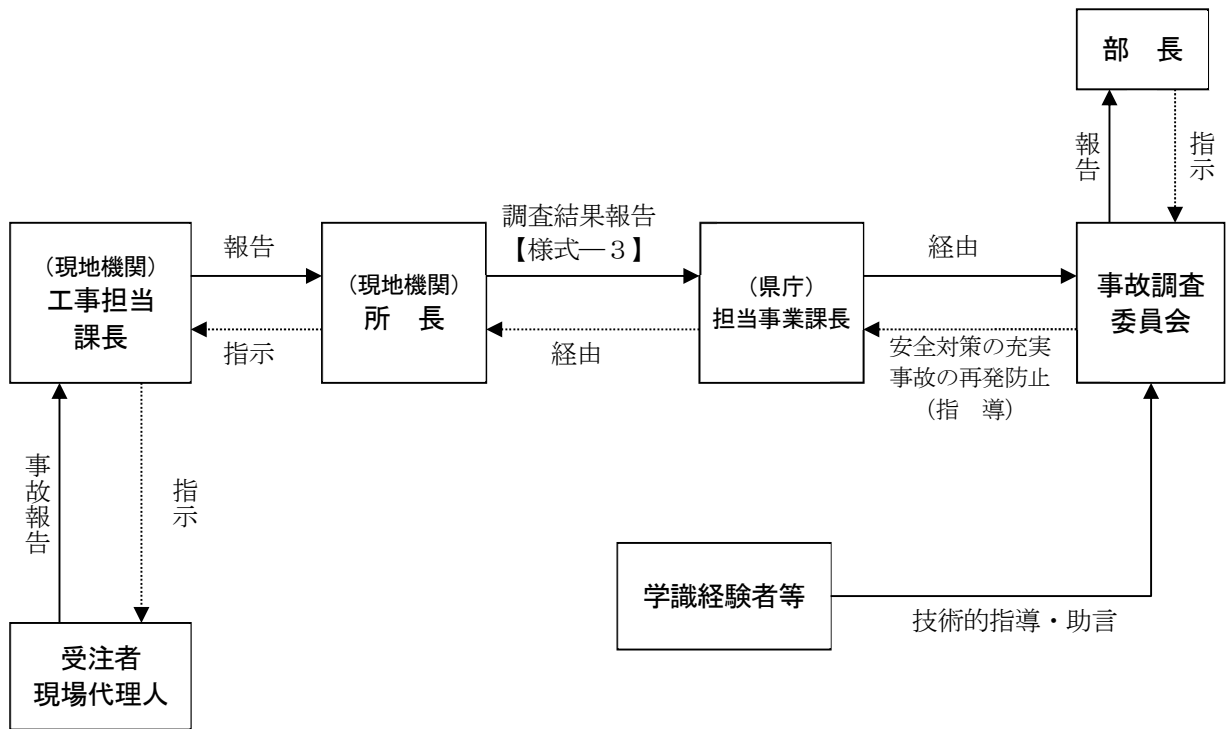 部　長
報告
指示
(現地機関)
工事担当
課長
報告
指示
(現地機関)
所　長
調査結果報告
【様式―３】
経由
(県庁)
担当事業課長
経由
安全対策の充実
事故の再発防止
(指　導)
事故調査
委員会
事故報告
指示
学識経験者等
技術的指導・助言
受注者
現場代理人